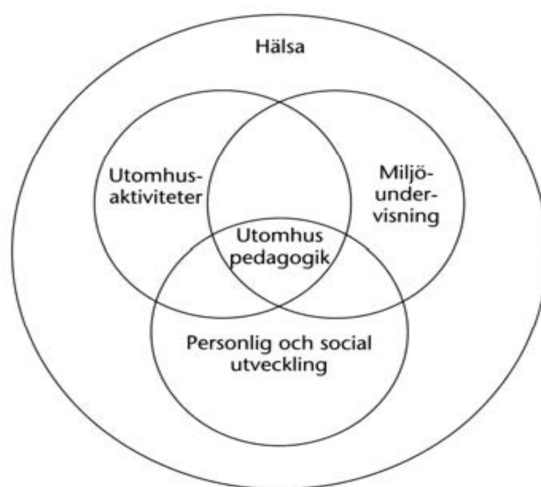 Hälsa
Utomhus-
aktiviteter
Miljö-
under-
visning
Utomhus
pedagogik
Personlig och social
utveckling